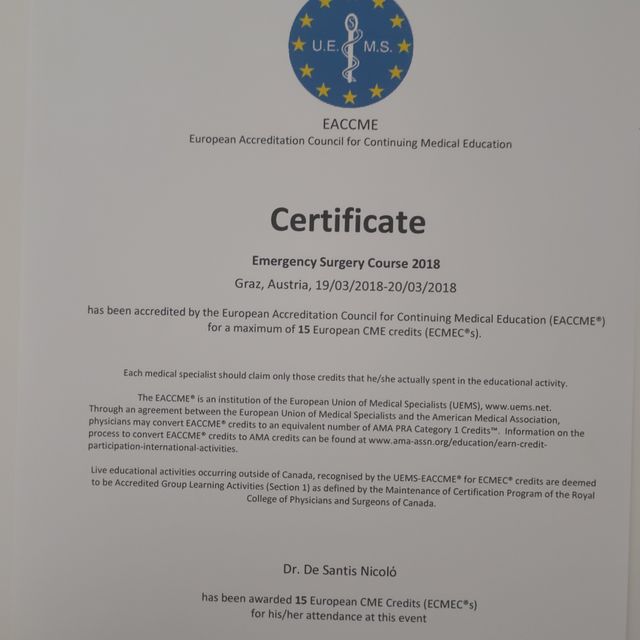 U.E. M.S.
EACCME
European Accreditation Council for Continuing Medical Education
Certificate
Emergency Surgery Course 2018
Graz, Austria, 19/03/2018-20/03/2018
has been accredited by the European Accreditation Council for Continuing Medical Education (EACCME®)
for a maximum of 15 European CME credits (ECMEC®s).
Each medical specialist should claim only those credits that he/she actually spent in the educational activity.
The EACCME® is an institution of the European Union of Medical Specialists (UEMS), www.uems.net.
Through an agreement between the European Union of Medical Specialists and the American Medical Association,
physicians may convert EACCME® credits to an equivalent number of AMA PRA Category 1 Credits™. Information on the
process to convert EACCME® credits to AMA credits can be found at www.ama-assn.org/education/earn-credit-
participation-international-activities.
Live educational activities occurring outside of Canada, recognised by the UEMS-EACCME® for ECMEC® credits are deemed
to be Accredited Group Learning Activities (Section 1) as defined by the Maintenance of Certification Program of the Royal
College of Physicians and Surgeons of Canada.
Dr. De Santis Nicoló
has been awarded 15 European CME Credits (ECMEC®s)
for his/her attendance at this event